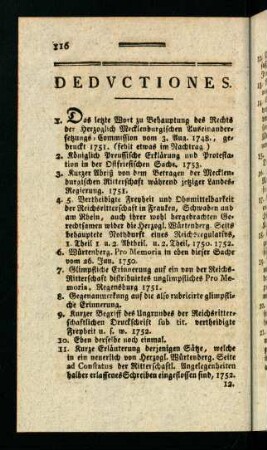 116
DEDVCTIONES.
1. Das letzte Wort zu Behauptung des Rechts
der Herzoglich Mecklenburgischen Auseinander-
setzungs-Commission vom 3. Aug. 1748., ge-
druckt 1751. (sehit etwas im Nachtrag)
2. Königlich Preussische Erklärung und Protesta-
tion in der Ostfriesischen Sache, 1753.
3. Kurzer Abriß von dem Betragen der Mecklen-
burgischen Ritterschaft während jetziger Landes-
Regierung. 1751.
4. 5. Vertheidigte Freyheit und Ohnmittelbarkeit
der Reichsritterschaft in Franken, Schwaben und
am Rhein, auch ihrer wohl hergebrachten Ge-
rechtsamen wider die Herzogl. Würtenberg. Seits
behauptete Nothdurft eines Reichsregulatifs,
1 Theil 1 u. 2 Abtheil. u. 2. Theil, 1750. 1752.
6. Würtenberg. Pro Memoria in eben dieser Sache
vom 26. Jun. 1750.
7. Glimpfliche Erinnerung auf ein von der Reichs-
Ritterschaft distribuirtes unglimpfliches Pro Me-
moria, Regensburg 1751.
8. Gegenanmerkung auf die also rubricirte glimpfli-
che Erinnerung.
9. Kurzer Begriff des Ungrundes der Reichsritter-
schaftlichen Druckschrift sub tit. vertheidigte
Freyheit u. s. w. 1752.
10. Eben derselbe noch einmal.
11. Kurze Erläuterung derjenigen Sätze, welche
in ein neuerlich von Herzogl. Würtenberg. Seite
ad Comitatus der Ritterschaftl. Angelegenheiten
halber erlassenes Schreiben eingeflossen sind, 1752.
12.